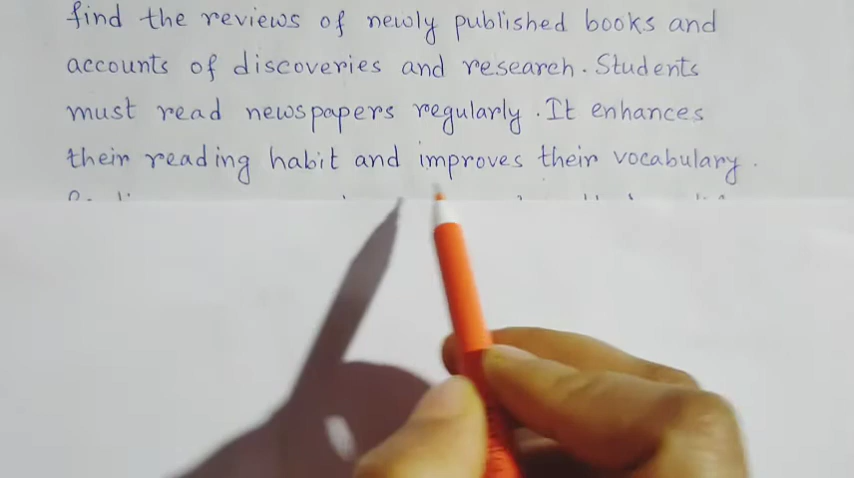 find the reviews of newly published books and
accounts of discoveries and research. Students
must read newspapers regularly. It enhances
their reading habit and improves their vocabulary.